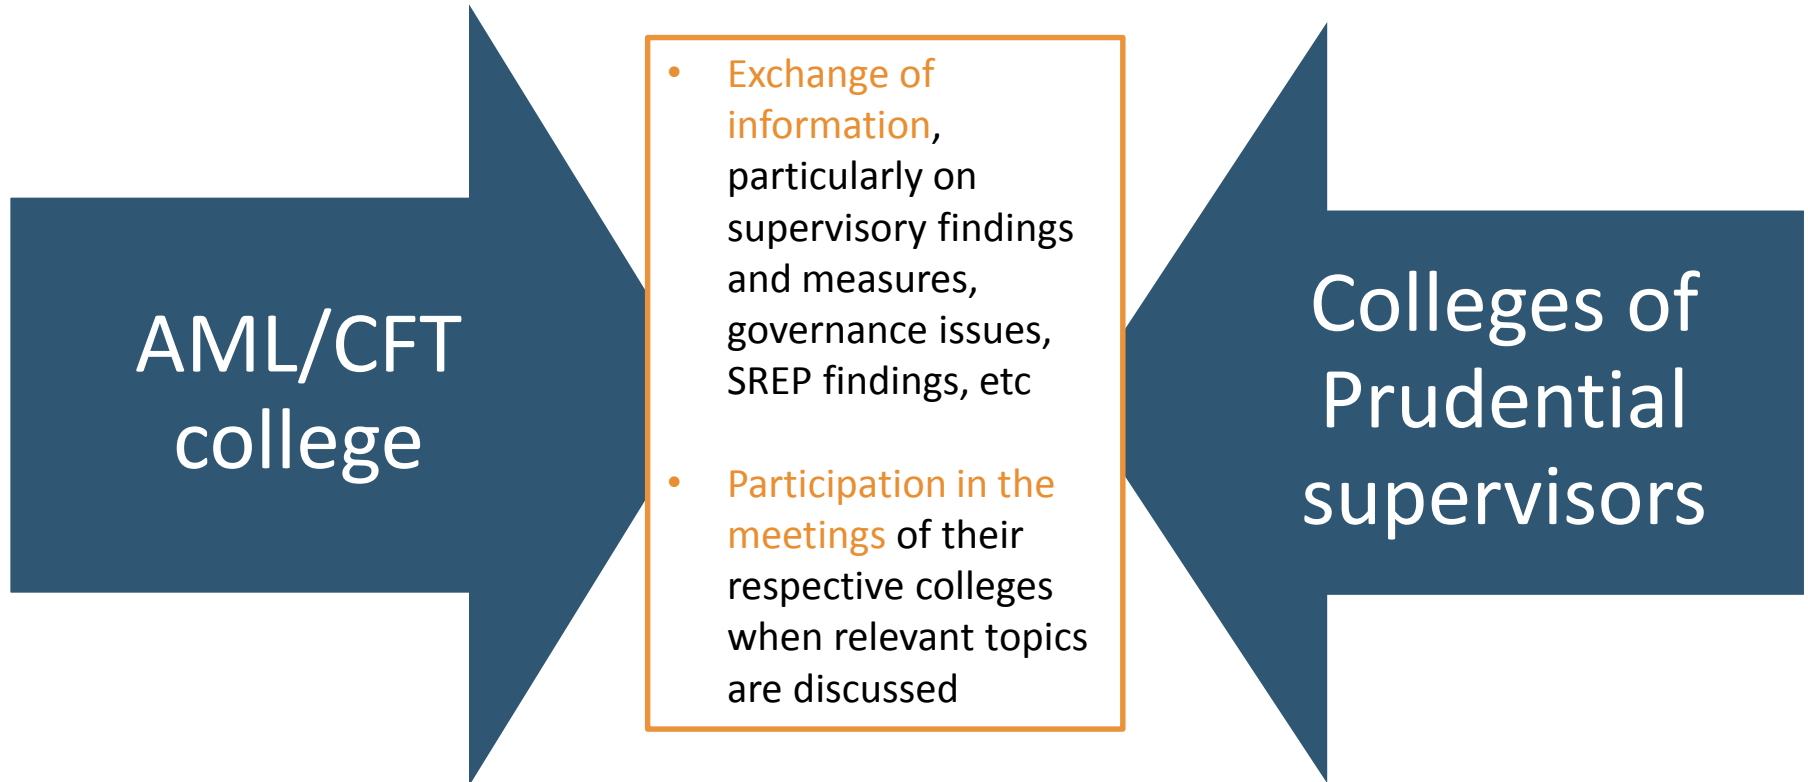 AML/CFT
college
• Exchange of
information,
particularly on
supervisory findings
and measures,
governance issues,
SREP findings, etc
• Participation in the
meetings of their
respective colleges
when relevant topics
are discussed
Colleges of
Prudential
supervisors